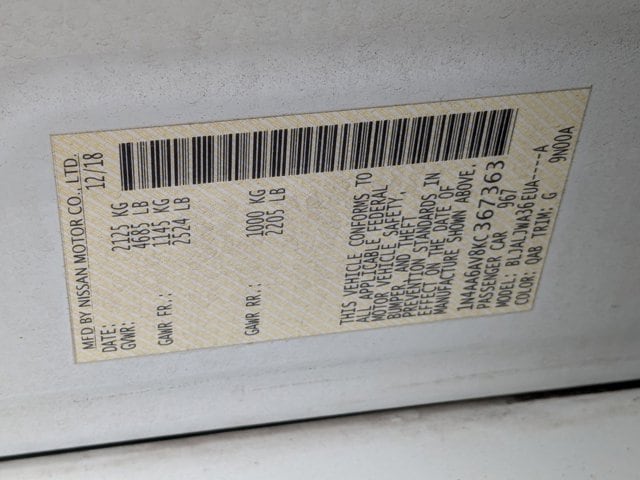 MFD BY NISSAN MOTOR CO., LTD.
DATE: 12/18
GVWR: 2125 KG
4685 LB
GAWR FR.: 1145 KG
2524 LB
GAWR RR.: 1000 KG
2205 LB
THIS VEHICLE CONFORMS TO
ALL APPLICABLE FEDERAL
MOTOR VEHICLE SAFETY,
BUMPER, AND THEFT
PREVENTION STANDARDS IN
EFFECT ON THE DATE OF
MANUFACTURE SHOWN ABOVE.
1N4AA6AV8KC367363
PASSENGER CAR 067
MODEL: BLJALJWA36EUA-----A
COLOR: QAB TRIM: G 9N00A